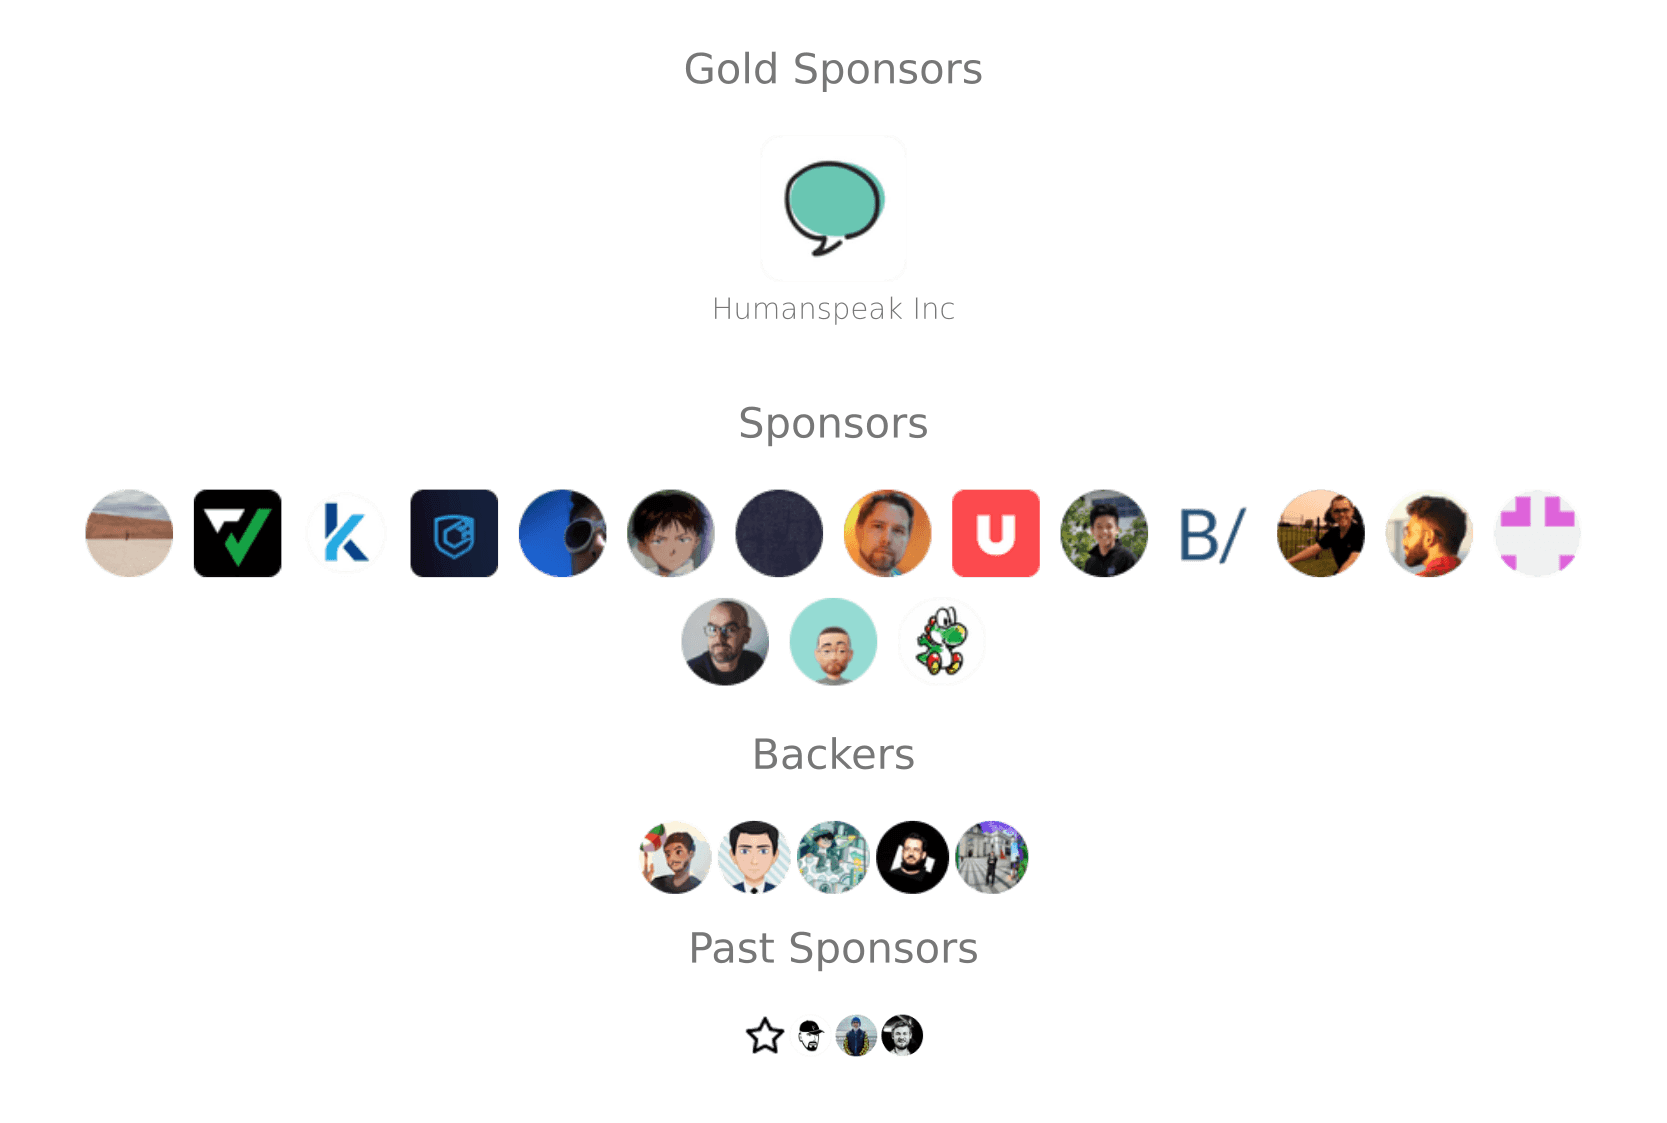 Gold Sponsors
Humanspeak Inc
Sponsors
U
B/
Backers
Past Sponsors